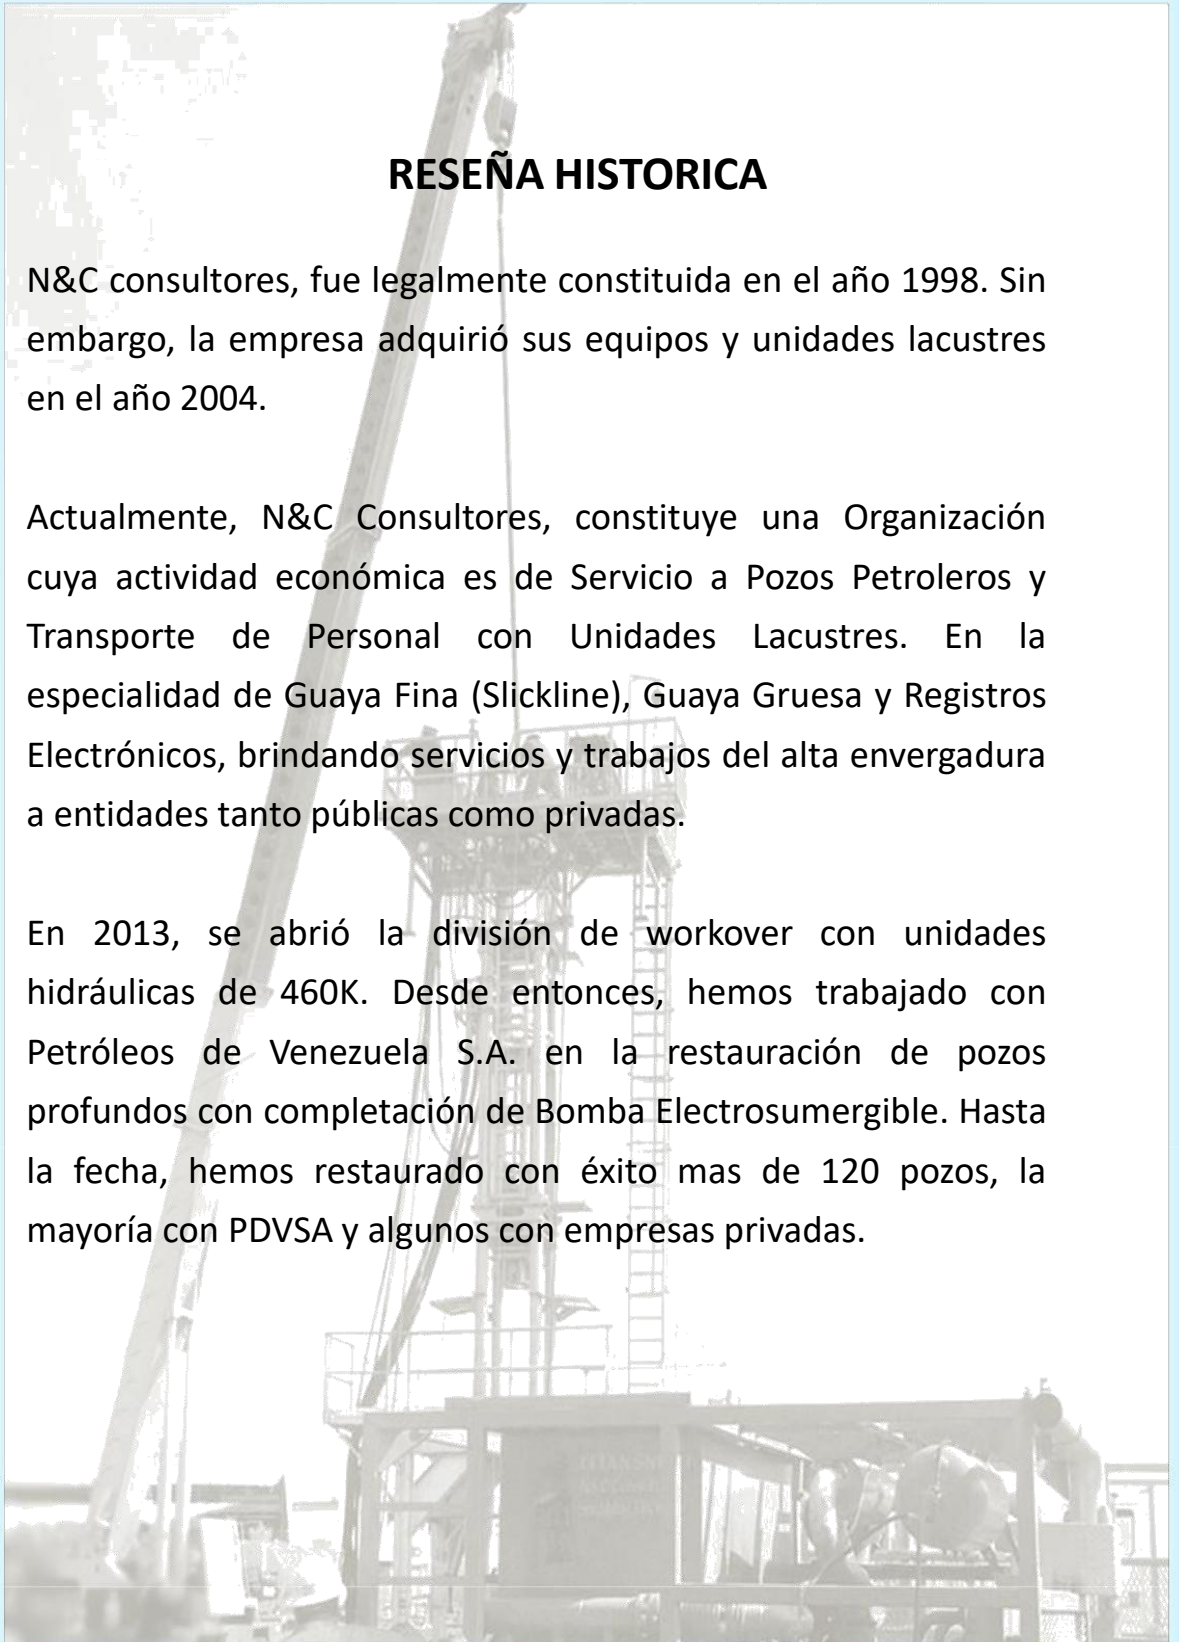 RESEÑA HISTORICA
N&C consultores, fue legalmente constituida en el año 1998. Sin
embargo, la empresa adquirió sus equipos y unidades lacustres
en el año 2004.
Actualmente, N&C Consultores, constituye una Organización
cuya actividad económica es de Servicio a Pozos Petroleros y
Transporte de Personal con Unidades Lacustres. En la
especialidad de Guaya Fina (Slickline), Guaya Gruesa y Registros
Electrónicos, brindando servicios y trabajos del alta envergadura
a entidades tanto públicas como privadas.
En 2013, se abrió la división de workover con unidades
hidráulicas de 460K. Desde entonces, hemos trabajado con
Petróleos de Venezuela S.A. en la restauración de pozos
profundos con completación de Bomba Electrosumergible. Hasta
la fecha, hemos restaurado con éxito mas de 120 pozos, la
mayoría con PDVSA y algunos con empresas privadas.
TITAN